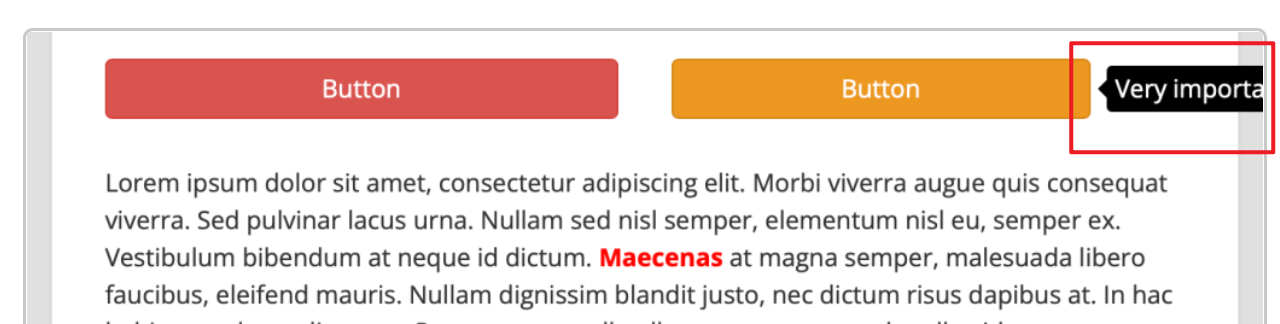 Button
Button
Very importa
Lorem ipsum dolor sit amet, consectetur adipiscing elit. Morbi viverra augue quis consequat
viverra. Sed pulvinar lacus urna. Nullam sed nisl semper, elementum nisl eu, semper ex.
Vestibulum bibendum at neque id dictum. Maecenas at magna semper, malesuada libero
faucibus, eleifend mauris. Nullam dignissim blandit justo, nec dictum risus dapibus at. In hac